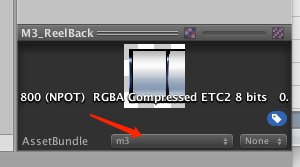 M3_ReelBack
800 (NPOT) RGBA Compressed ETC2 8 bits 0.
AssetBundle m3 None